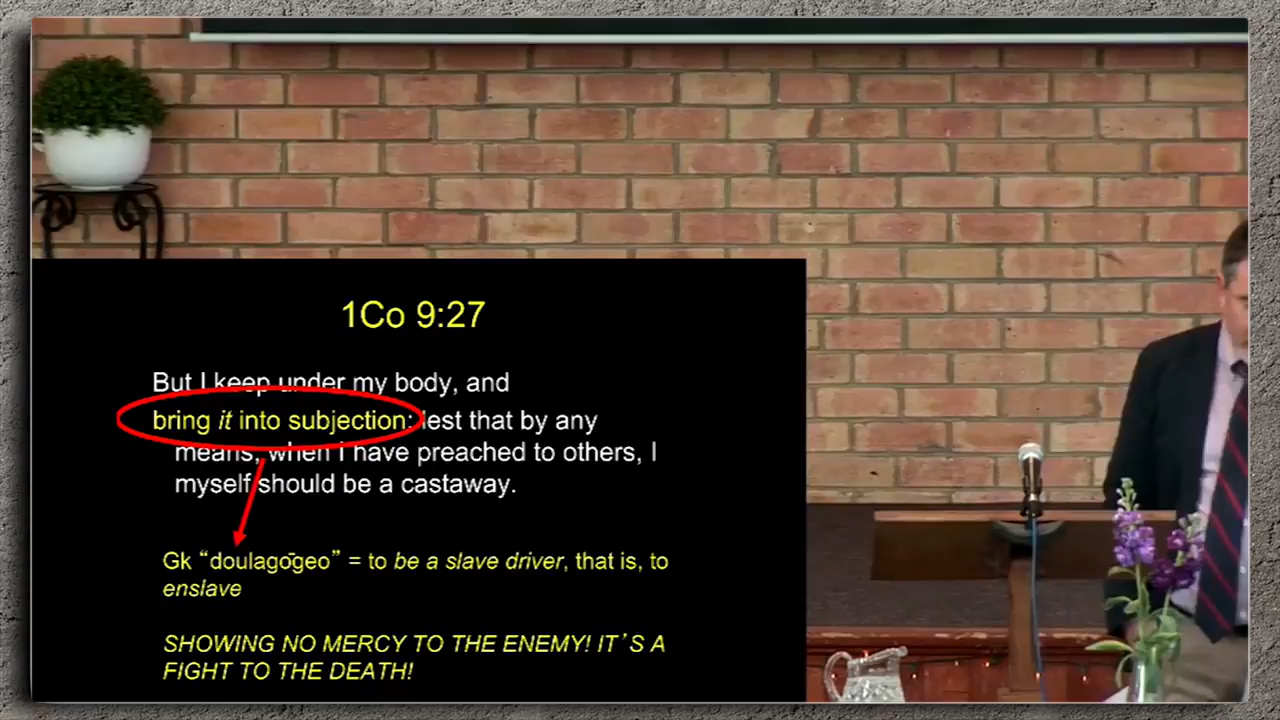 1Co 9:27
But I keep under my body, and
bring it into subjection: lest that by any
means, when I have preached to others, I
myself should be a castaway.
Gk “doulagōgeo” = to be a slave driver, that is, to
enslave
SHOWING NO MERCY TO THE ENEMY! IT’S A
FIGHT TO THE DEATH!